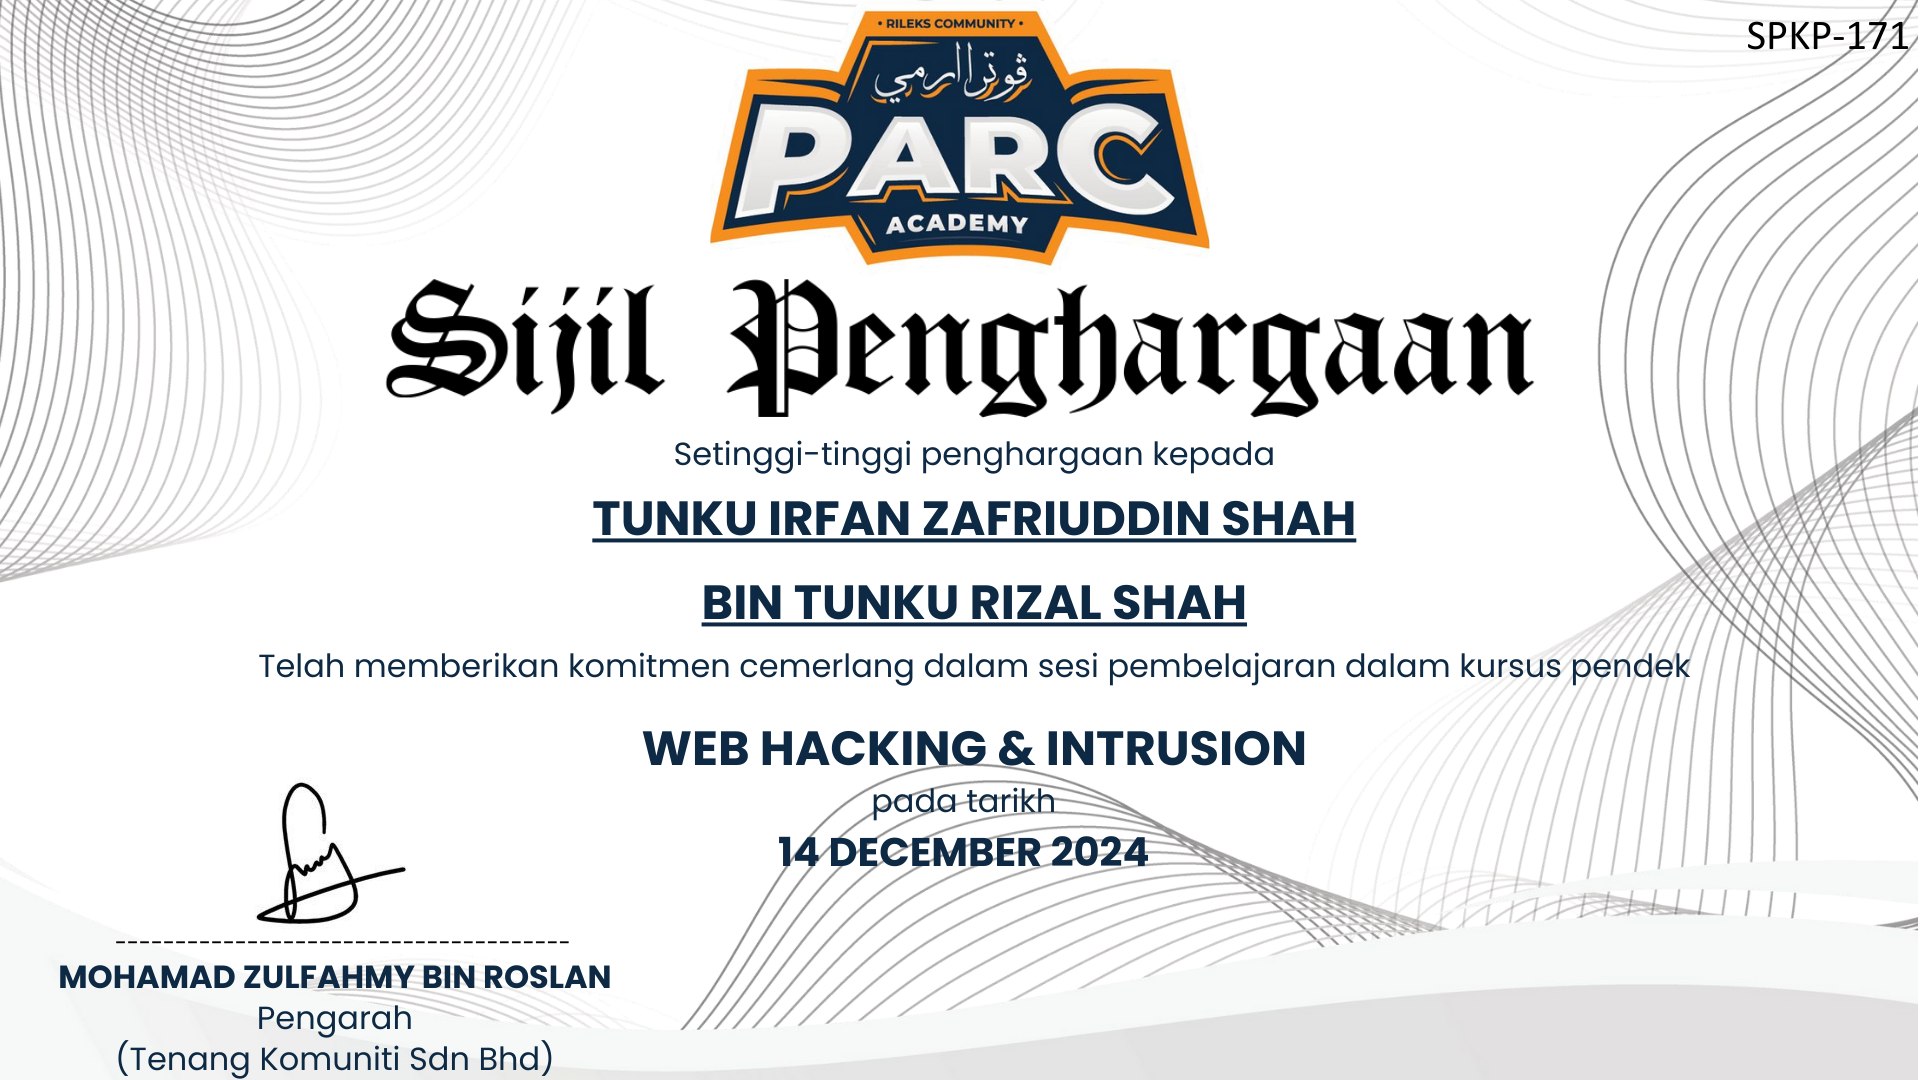 SPKP-171
• RILEKS COMMUNITY •
ڤوترا ارمي
PARC
ACADEMY
Sijil Penghargaan
Setinggi-tinggi penghargaan kepada
TUNKU IRFAN ZAFRIUDDIN SHAH
BIN TUNKU RIZAL SHAH
Telah memberikan komitmen cemerlang dalam sesi pembelajaran dalam kursus pendek
WEB HACKING & INTRUSION
pada tarikh
14 DECEMBER 2024
MOHAMAD ZULFAHMY BIN ROSLAN
Pengarah
(Tenang Komuniti Sdn Bhd)